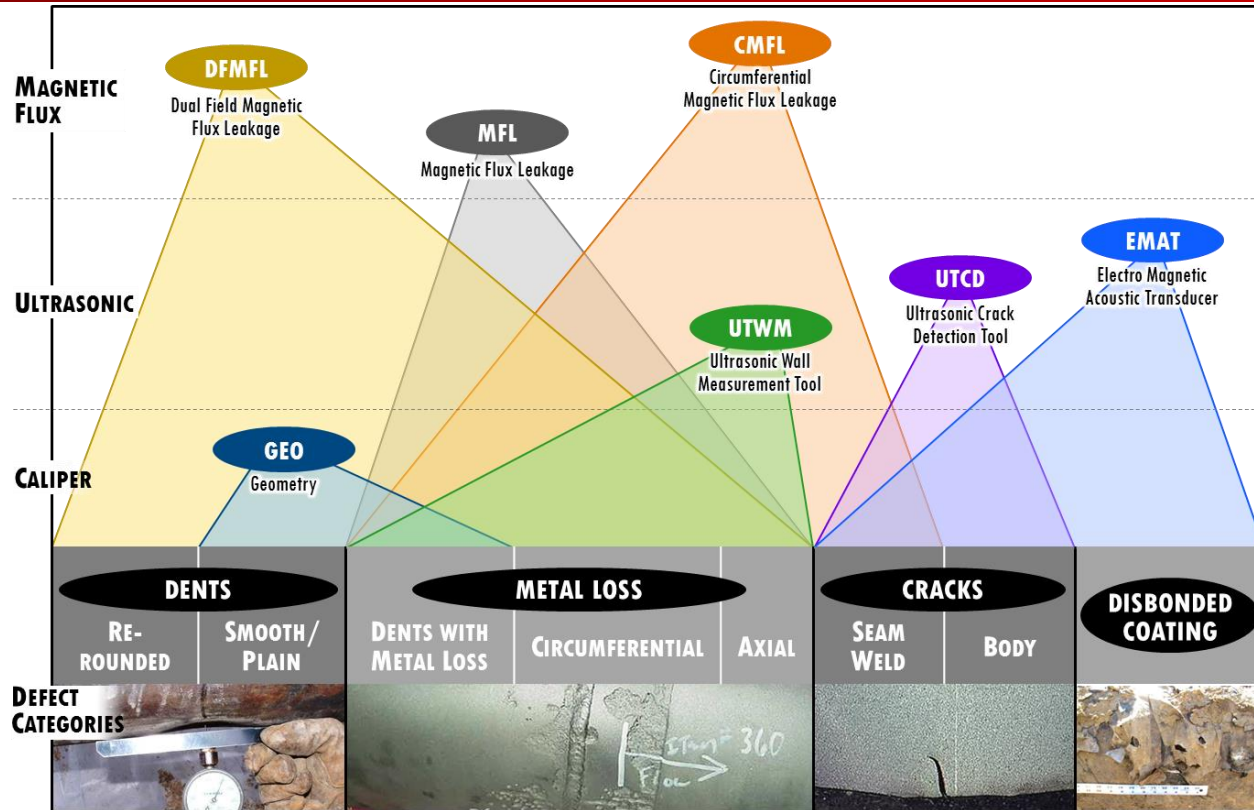 DFMFL
Dual Field Magnetic
Flux Leakage
CMFL
Circumferential
Magnetic Flux Leakage
MAGNETIC
FLUX
MFL
Magnetic Flux Leakage
EMAT
Electro Magnetic
Acoustic Transducer
UTCD
Ultrasonic Crack
Detection Tool
ULTRASONIC
UTWM
Ultrasonic Wall
Measurement Tool
GEO
Geometry
CALIPER
DENTS
METAL LOSS
CRACKS
DISBONDED
COATING
RE-
ROUNDED
SMOOTH/
PLAIN
DENTS WITH
METAL LOSS
CIRCUMFERENTIAL
AXIAL
SEAM
WELD
BODY
DEFECT
CATEGORIES
360